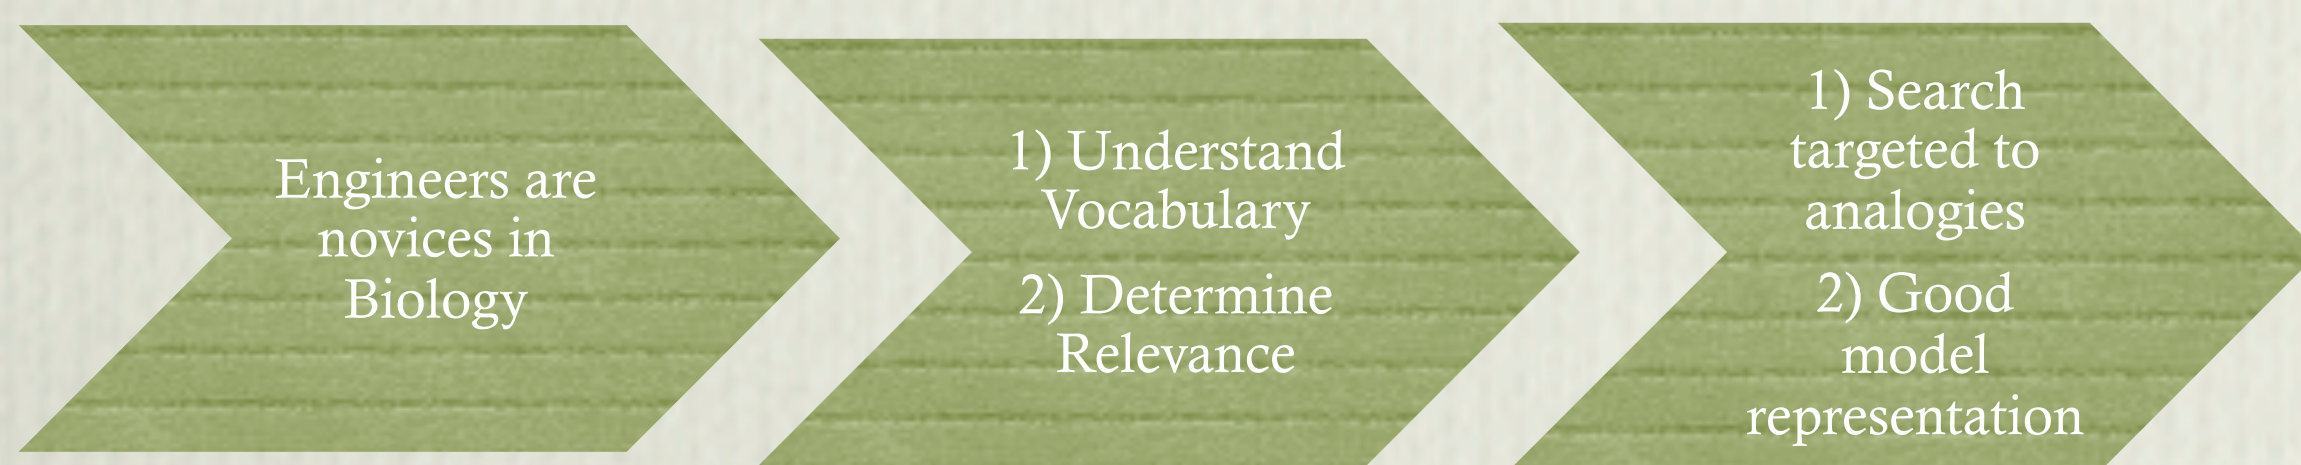 Engineers are
novices in
Biology
1) Understand
Vocabulary
2) Determine
Relevance
1) Search
targeted to
analogies
2) Good
model
representation